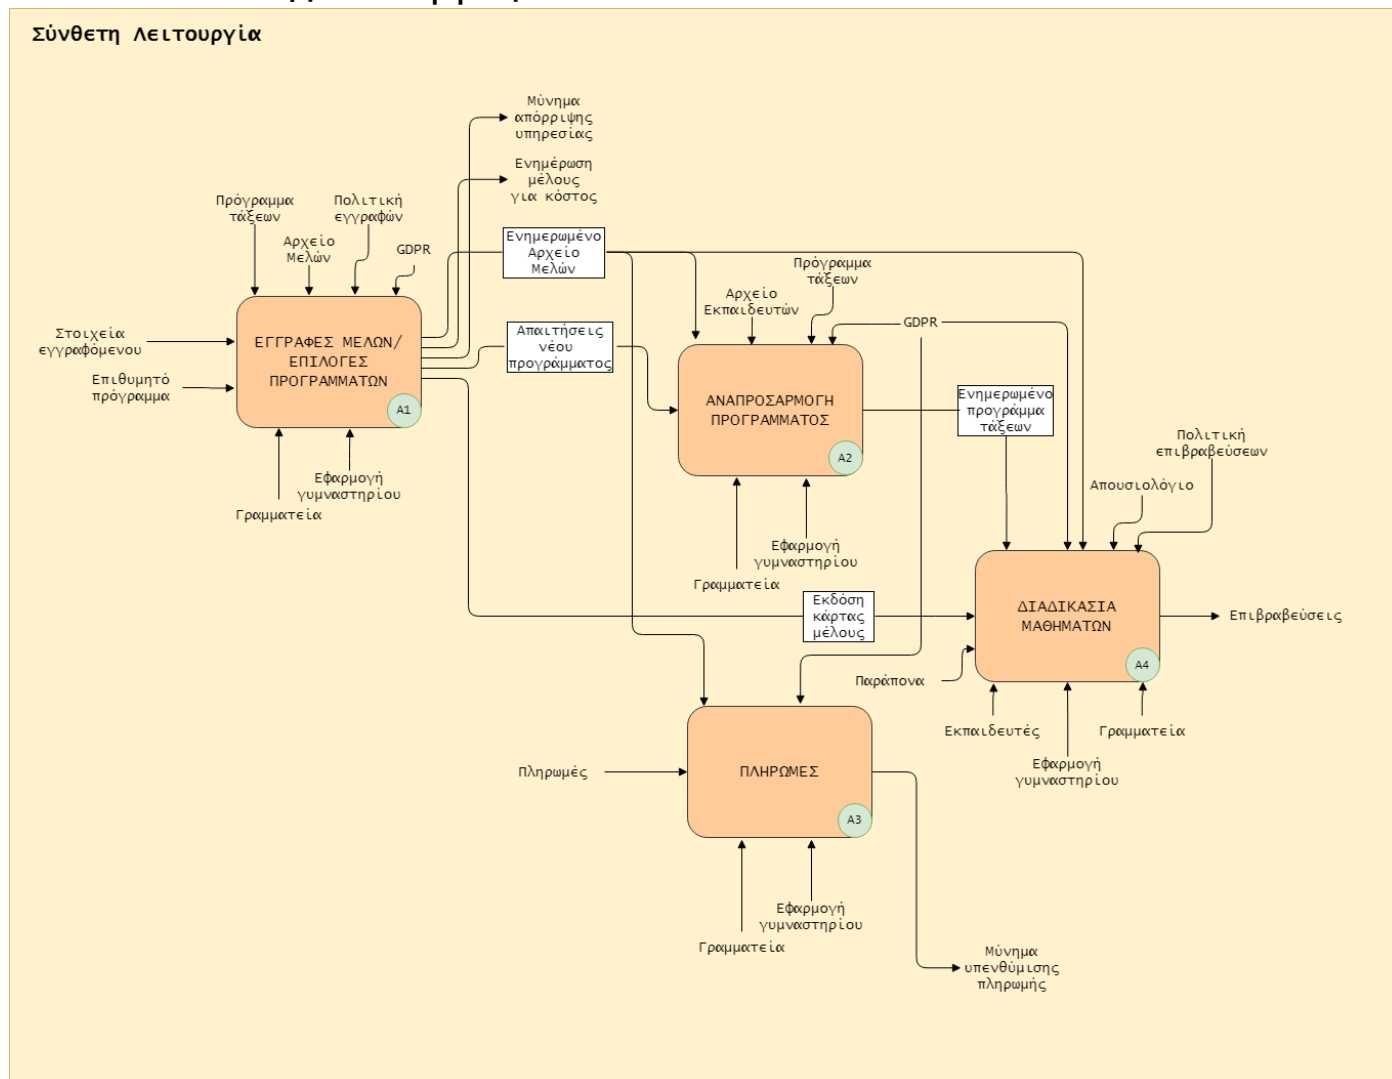 Σύνθετη Λειτουργία
Μύνημα
απόρριψης
υπηρεσίας
Ενημέρωση
μέλους
για κόστος
Πρόγραμμα
τάξεων
Πολιτική
εγγραφών
Αρχείο
Μελών
GDPR
Ενημερωμένο
Αρχείο
Μελών
Πρόγραμμα
τάξεων
Αρχείο
Εκπαιδευτών
GDPR
Στοιχεία
εγγραφόμενου
Επιθυμητό
πρόγραμμα
ΕΓΓΡΑΦΕΣ ΜΕΛΩΝ/
ΕΠΙΛΟΓΕΣ
ΠΡΟΓΡΑΜΜΑΤΩΝ
A1
Απαιτήσεις
νέου
προγράμματος
ΑΝΑΠΡΟΣΑΡΜΟΓΗ
ΠΡΟΓΡΑΜΜΑΤΟΣ
A2
Ενημερωμένο
προγράμμα
τάξεων
Πολιτική
επιβραβεύσεων
Απουσιολόγιο
Εφαρμογή
γυμναστηρίου
Γραμματεία
Εφαρμογή
γυμναστηρίου
Γραμματεία
Εκδόση
κάρτας
μέλους
ΔΙΑΔΙΚΑΣΙΑ
ΜΑΘΗΜΑΤΩΝ
A4
Επιβραβεύσεις
Παράπονα
Εκπαιδευτές
Γραμματεία
Εφαρμογή
γυμναστηρίου
Πληρωμές
ΠΛΗΡΩΜΕΣ
A3
Εφαρμογή
γυμναστηρίου
Γραμματεία
Μύνημα
υπενθύμισης
πληρωμής